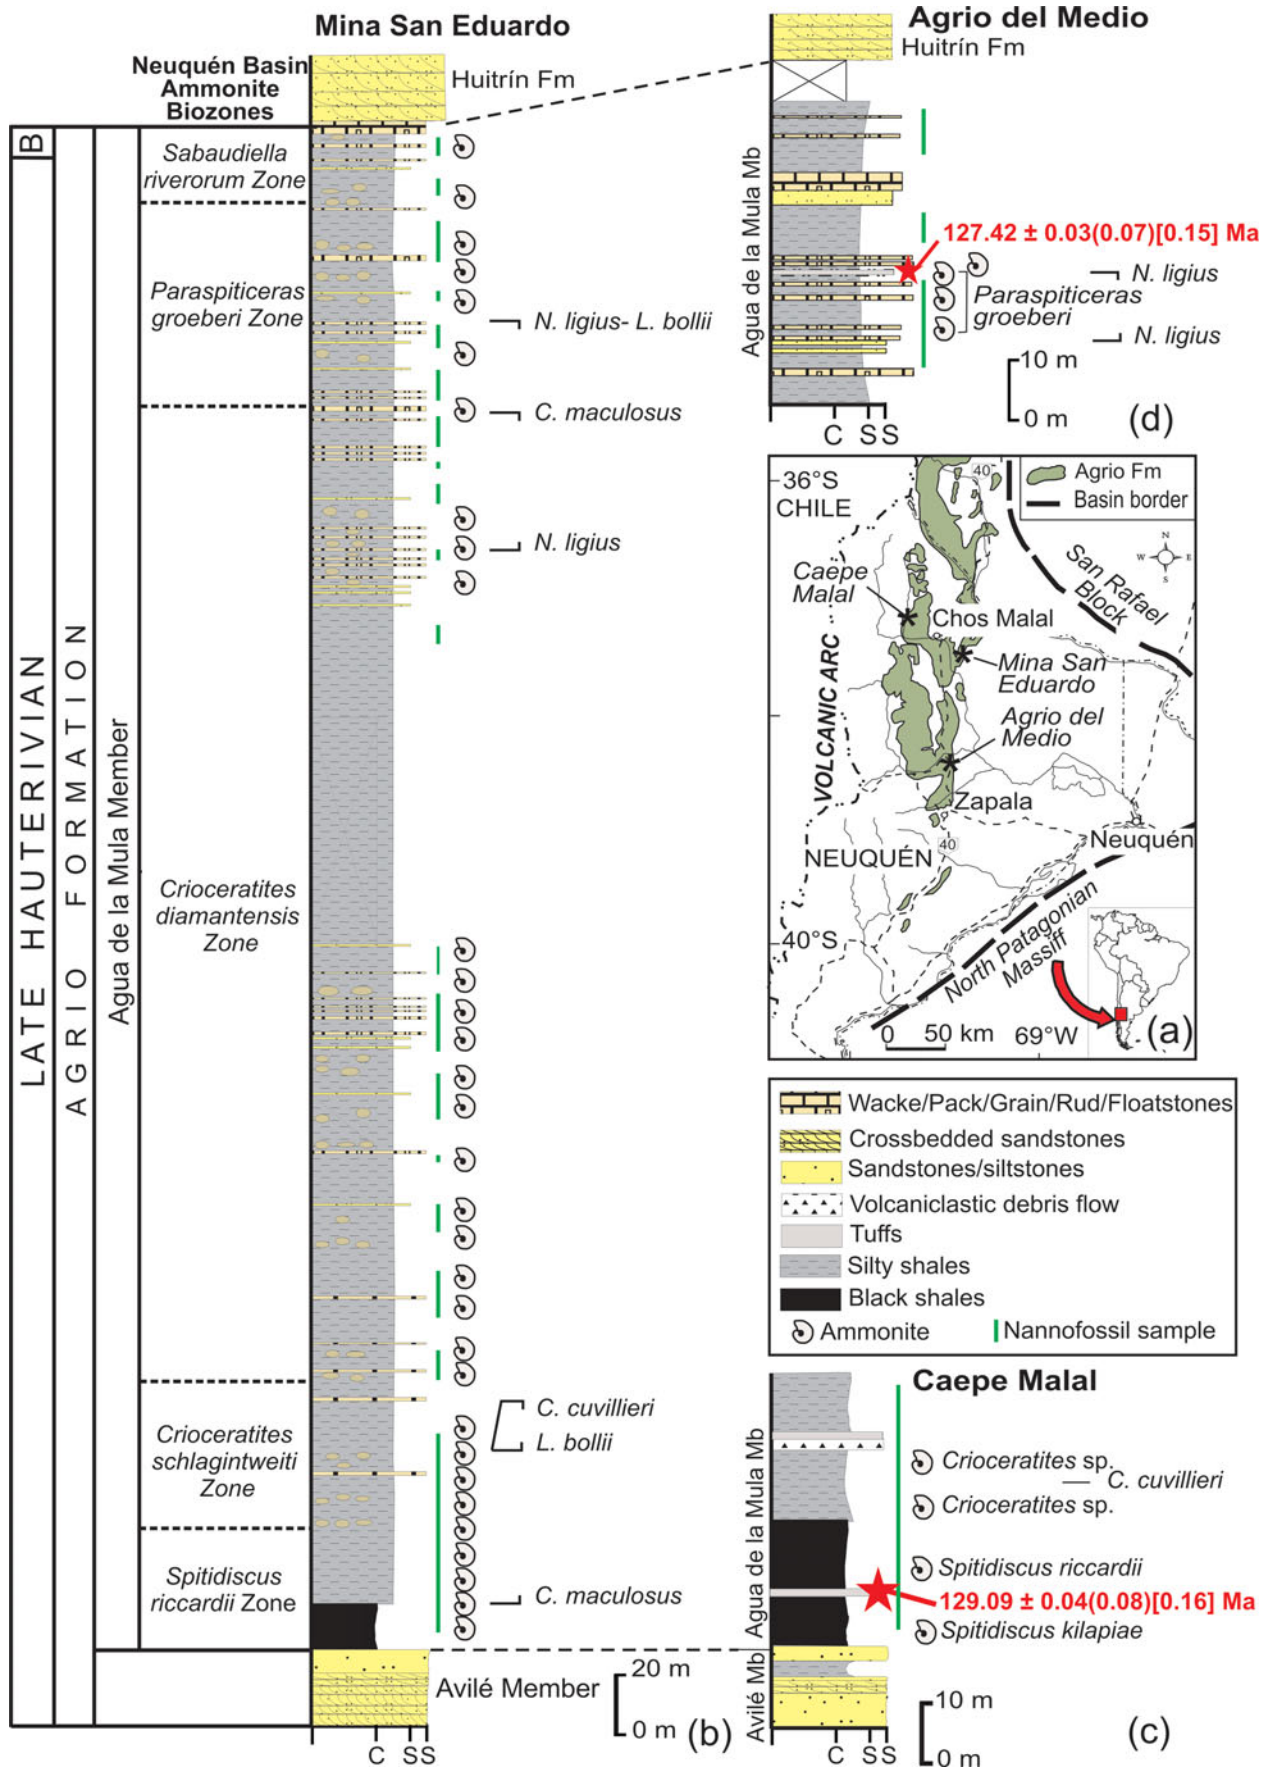 Mina San Eduardo
Neuquén Basin
Ammonite
Biozones
Huitrín Fm
B
LATE HAUTERIVIAN
AGRIO FORMATION
Agua de la Mula Member
Sabaudiella
riverorum Zone
Paraspiticeras
groeberi Zone
Crioceratites
diamantensis
Zone
Crioceratites
schlagintweiti
Zone
Spitidiscus
riccardii Zone
N. ligius- L. bollii
C. maculosus
N. ligius
C. cuvillieri
L. bollii
C. maculosus
Avilé Member
20 m
0 m
(b)
C S S
Agrio del Medio
Huitrín Fm
Agua de la Mula Mb
127.42 ± 0.03(0.07)[0.15] Ma
N. ligius
Paraspiticeras
groeberi
N. ligius
10 m
0 m
(d)
C S S
36°S
CHILE
40
Agrio Fm
Basin border
N
W E
S
San Rafael
Block
Caepe
Malal
Chos Malal
Mina San
Eduardo
VOLCANIC ARC
Agrio del
Medio
Zapala
40
NEUQUÉN
Neuquén
40°S
North Patagonian
Massiff
0 50 km
69°W
(a)
Wacke/Pack/Grain/Rud/Floatstones
Crossbedded sandstones
Sandstones/siltstones
Volcaniclastic debris flow
Tuffs
Silty shales
Black shales
Ammonite
Nannofossil sample
Caepe Malal
Agua de la Mula Mb
Avilé Mb
Crioceratites sp.
C. cuvillieri
Crioceratites sp.
Spitidiscus riccardii
129.09 ± 0.04(0.08)[0.16] Ma
Spitidiscus kilapiae
10 m
0 m
(c)
C S S